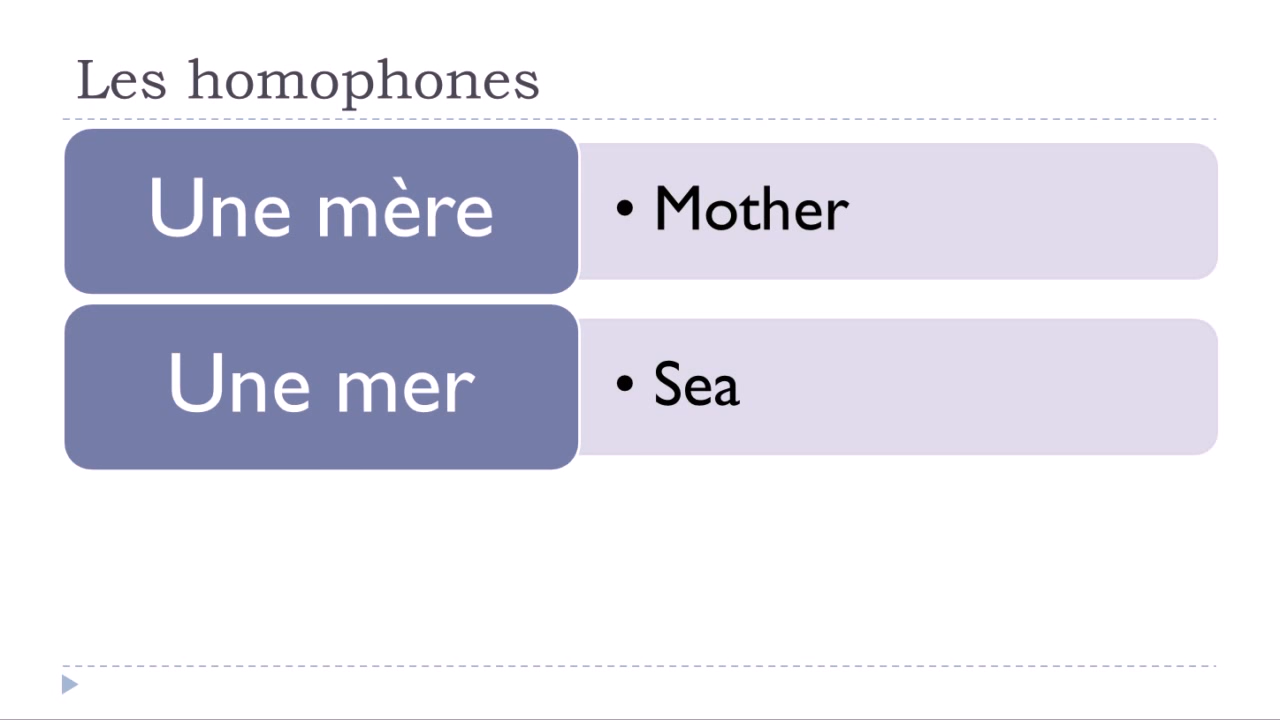 Les homophones
Une mère
• Mother
Une mer
• Sea